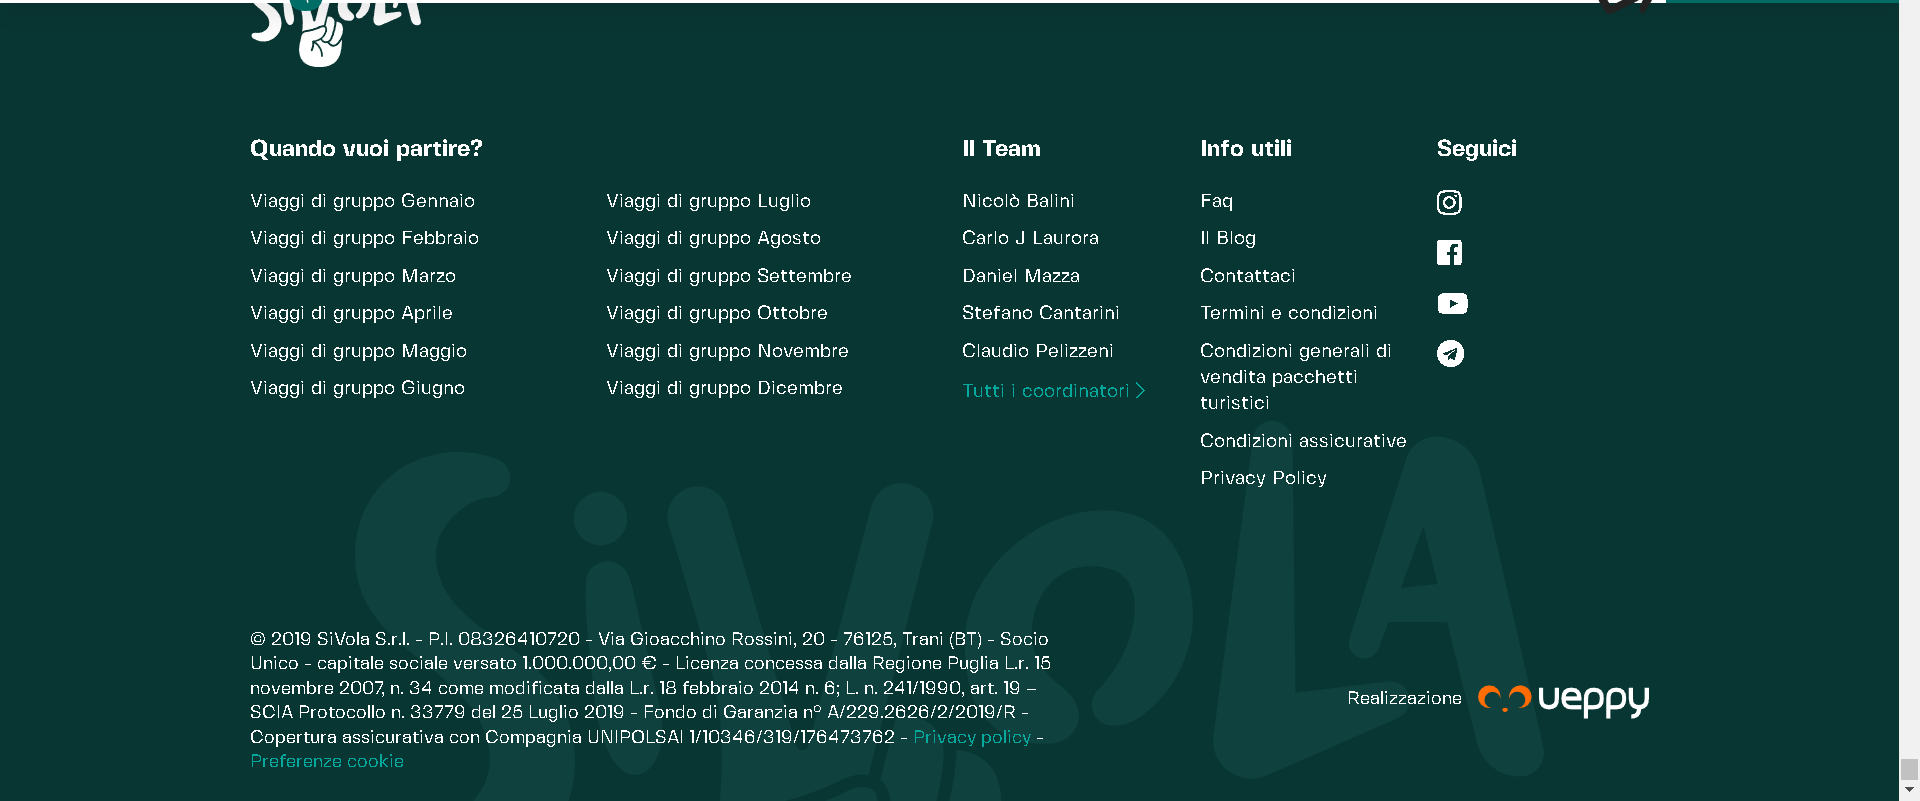 SiVola
Quando vuoi partire?
Viaggi di gruppo Gennaio
Viaggi di gruppo Febbraio
Viaggi di gruppo Marzo
Viaggi di gruppo Aprile
Viaggi di gruppo Maggio
Viaggi di gruppo Giugno
Viaggi di gruppo Luglio
Viaggi di gruppo Agosto
Viaggi di gruppo Settembre
Viaggi di gruppo Ottobre
Viaggi di gruppo Novembre
Viaggi di gruppo Dicembre
Il Team
Nicolò Balini
Carlo J Laurora
Daniel Mazza
Stefano Cantarini
Claudio Pelizzeni
Tutti i coordinatori
Info utili
Faq
Il Blog
Contattaci
Termini e condizioni
Condizioni generali di
vendita pacchetti
turistici
Condizioni assicurative
Privacy Policy
Seguici
SiVoLA
© 2019 SiVola S.r.l. - P.I. 08326410720 - Via Gioacchino Rossini, 20 - 76125, Trani (BT) - Socio
Unico - capitale sociale versato 1.000.000,00 € - Licenza concessa dalla Regione Puglia L.r. 15
novembre 2007, n. 34 come modificata dalla L.r. 18 febbraio 2014 n. 6; L. n. 241/1990, art. 19 –
SCIA Protocollo n. 33779 del 25 Luglio 2019 - Fondo di Garanzia nº A/229.2626/2/2019/R -
Copertura assicurativa con Compagnia UNIPOLSAI 1/10346/319/176473762 - Privacy policy -
Preferenze cookie
Realizzazione ueppy